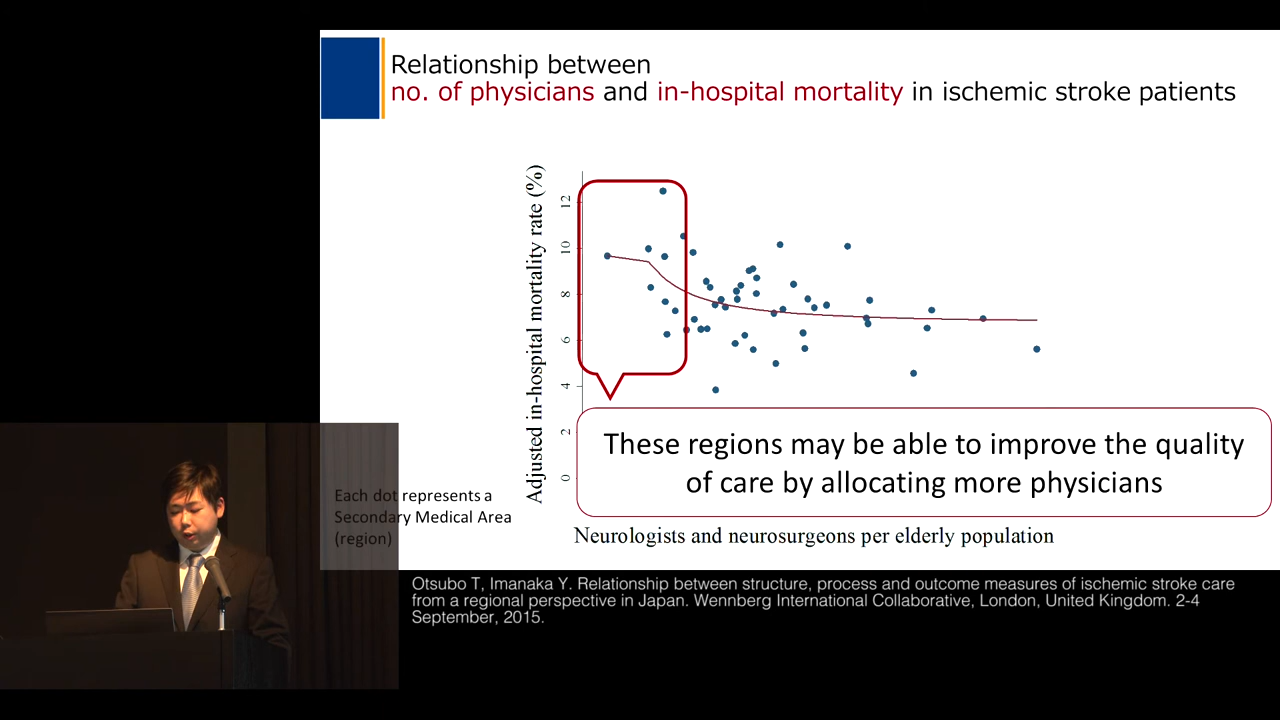 Relationship between
no. of physicians and in-hospital mortality in ischemic stroke patients
Adjusted in-hospital mortality rate (%)
12
10
8
6
4
2
0
These regions may be able to improve the quality
of care by allocating more physicians
Each dot represents a
Secondary Medical Area
(region)
Neurologists and neurosurgeons per elderly population
Otsubo T, Imanaka Y. Relationship between structure, process and outcome measures of ischemic stroke care
from a regional perspective in Japan. Wennberg International Collaborative, London, United Kingdom. 2-4
September, 2015.